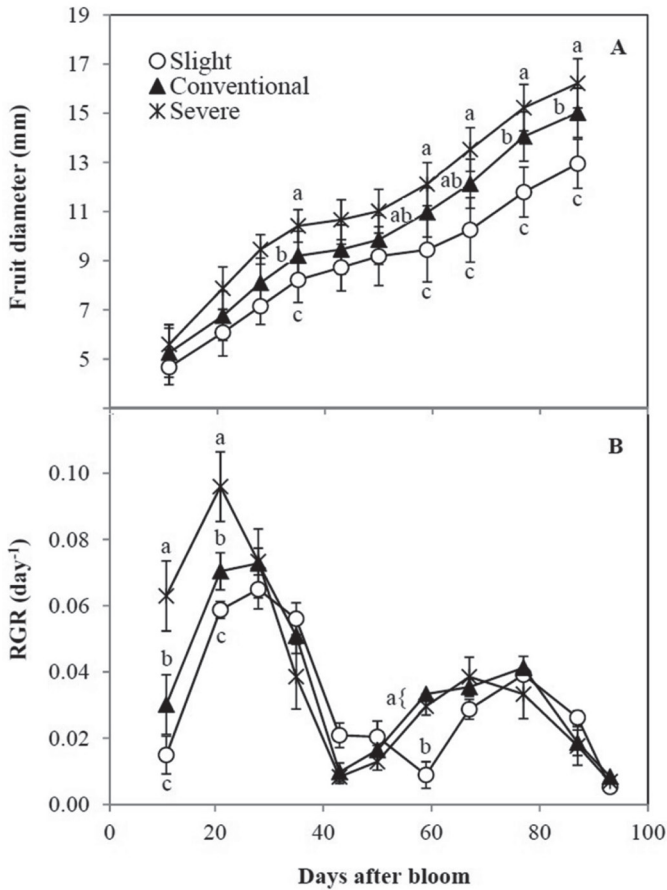 19
17
15
13
11
9
7
5
Fruit diameter (mm)
A
Slight
Conventional
Severe
a
b
c
ab
a
c
ab
a
c
b
a
c
b
a
c
B
0.10
0.08
0.06
0.04
0.02
0.00
RGR (day-1)
a
b
c
a
b
c
a{
b
0
20
40
60
80
100
Days after bloom